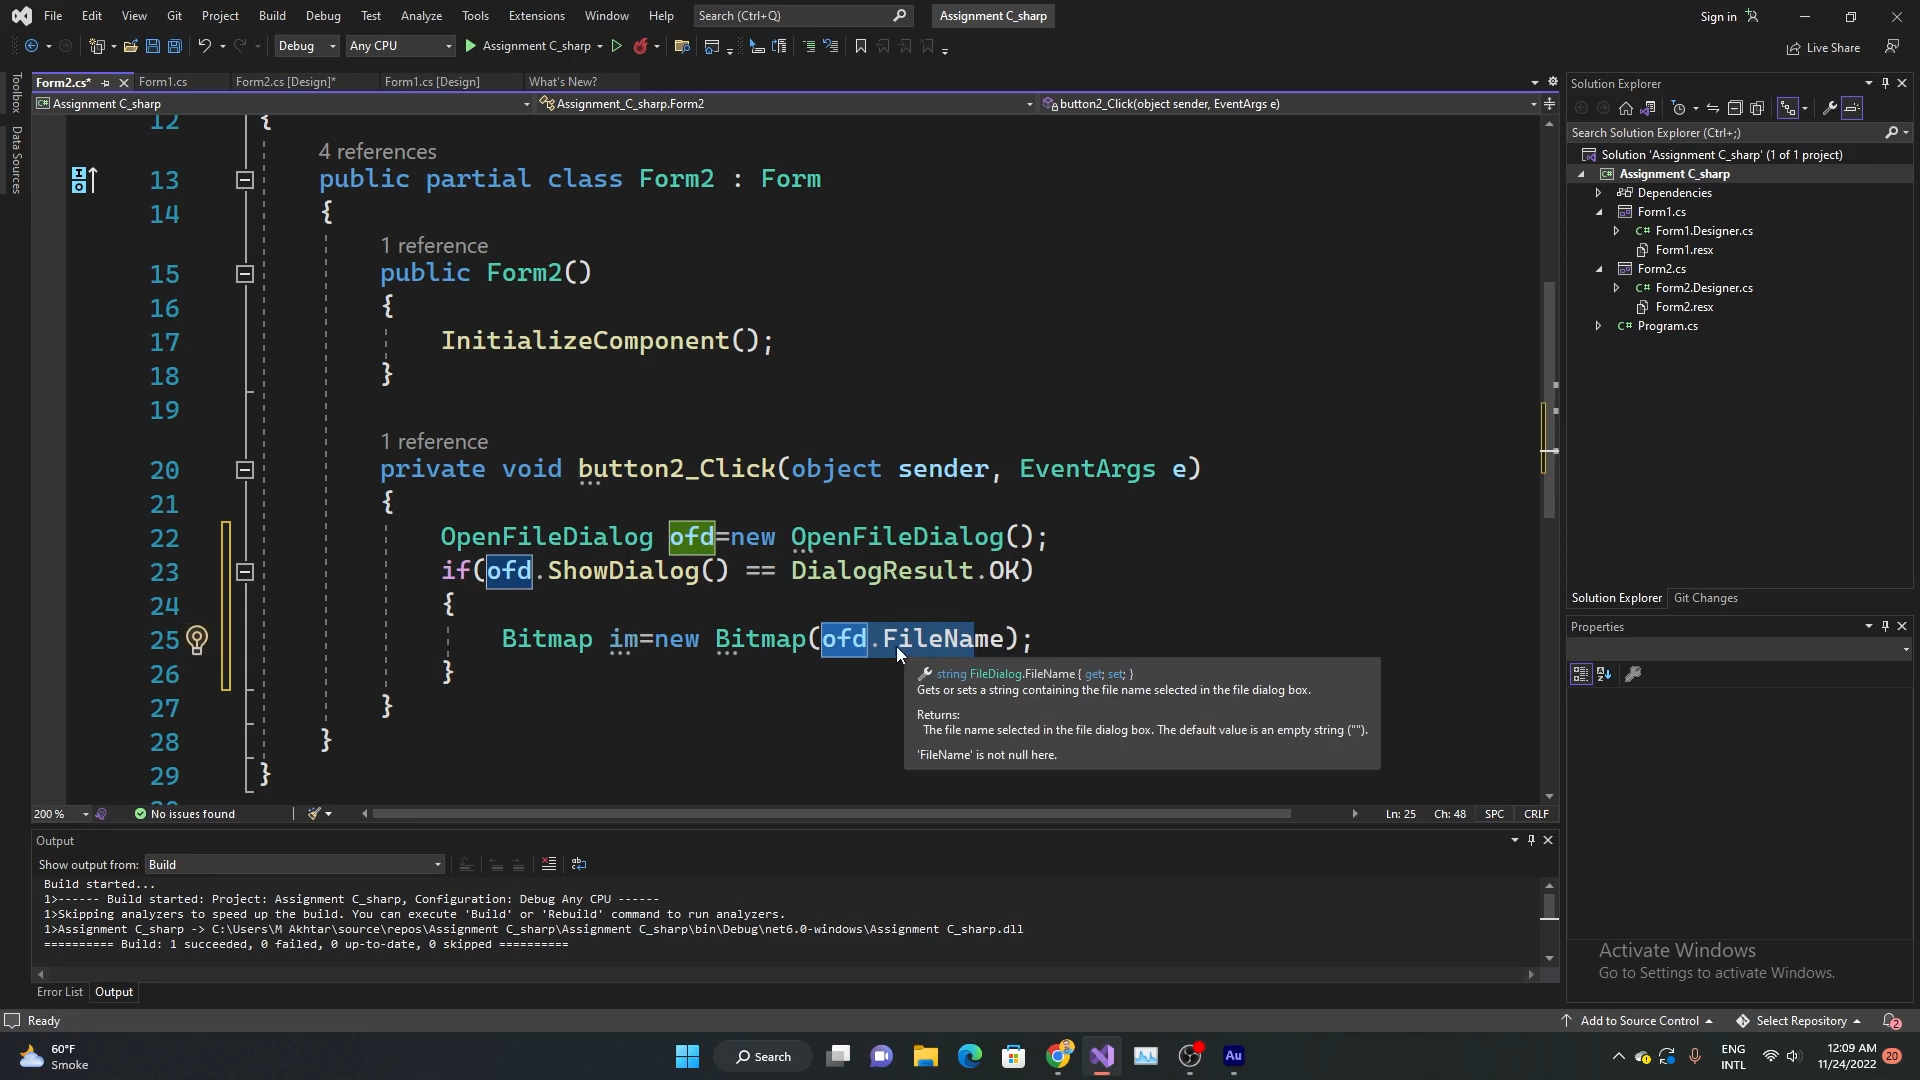 File Edit View Git Project Build Debug Test Analyze Tools Extensions Window Help Search (Ctrl+Q) Assignment C_sharp Sign in
Debug Any CPU Assignment C_sharp Live Share
Form2.cs* Form1.cs Form2.cs [Design]* Form1.cs [Design] What's New?
Assignment C_sharp Assignment_C_sharp.Form2 button2_Click(object sender, EventArgs e)
Toolbox
Data Sources
12 {
4 references
13 public partial class Form2 : Form
14 {
1 reference
15 public Form2()
16 {
17 InitializeComponent();
18 }
19
1 reference
20 private void button2_Click(object sender, EventArgs e)
21 {
22 OpenFileDialog ofd=new OpenFileDialog();
23 if(ofd.ShowDialog() == DialogResult.OK)
24 {
25 Bitmap im=new Bitmap(ofd.FileName);
26 }
27 }
28 }
29 }
string FileDialog.FileName { get; set; }
Gets or sets a string containing the file name selected in the file dialog box.
Returns:
The file name selected in the file dialog box. The default value is an empty string ("").
'FileName' is not null here.
200 % No issues found Ln: 25 Ch: 48 SPC CRLF
Output
Show output from: Build
Build started...
1>------ Build started: Project: Assignment C_sharp, Configuration: Debug Any CPU ------
1>Skipping analyzers to speed up the build. You can execute 'Build' or 'Rebuild' command to run analyzers.
1>Assignment C_sharp -> C:\Users\M Akhtar\source\repos\Assignment C_sharp\Assignment C_sharp\bin\Debug\net6.0-windows\Assignment C_sharp.dll
========== Build: 1 succeeded, 0 failed, 0 up-to-date, 0 skipped ==========
Error List Output
Solution Explorer
Search Solution Explorer (Ctrl+;)
Solution 'Assignment C_sharp' (1 of 1 project)
C# Assignment C_sharp
Dependencies
Form1.cs
C# Form1.Designer.cs
Form1.resx
Form2.cs
C# Form2.Designer.cs
Form2.resx
C# Program.cs
Solution Explorer Git Changes
Properties
Activate Windows
Go to Settings to activate Windows.
Ready Add to Source Control Select Repository 2
60°F
Smoke
Search
Au
ENG
INTL
12:09 AM
11/24/2022
20